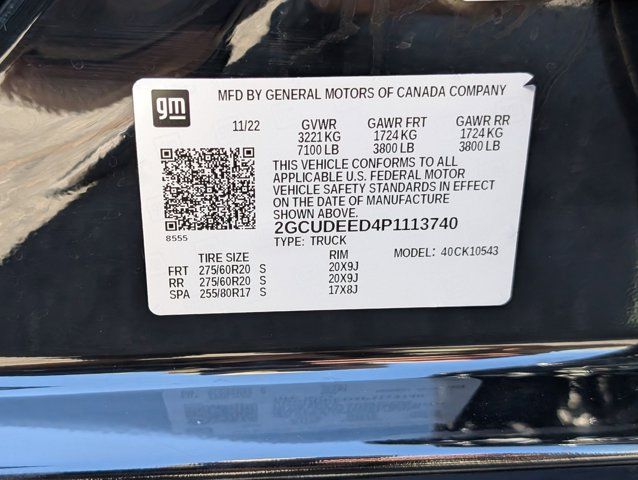 gm
MFD BY GENERAL MOTORS OF CANADA COMPANY
11/22 GVWR GAWR FRT GAWR RR
3221 KG 1724 KG 1724 KG
7100 LB 3800 LB 3800 LB
THIS VEHICLE CONFORMS TO ALL
APPLICABLE U.S. FEDERAL MOTOR
VEHICLE SAFETY STANDARDS IN EFFECT
ON THE DATE OF MANUFACTURE
SHOWN ABOVE.
8555
2GCUDEED4P1113740
TYPE: TRUCK MODEL: 40CK10543
TIRE SIZE RIM
FRT 275/60R20 S 20X9J
RR 275/60R20 S 20X9J
SPA 255/80R17 S 17X8J